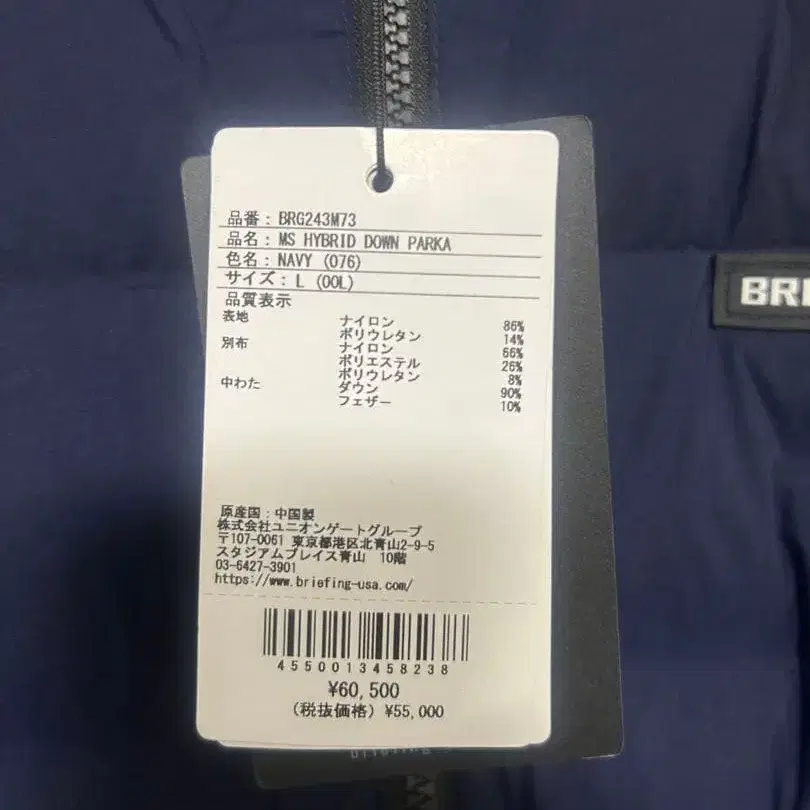 品番：BRG243M73
品名：MS HYBRID DOWN PARKA
色名：NAVY (076)
サイズ：L (00L)
品質表示
表地 ナイロン 86%
ポリウレタン 14%
別布 ナイロン 66%
ポリエステル 26%
ポリウレタン 8%
中わた ダウン 90%
フェザー 10%
原産国：中国製
株式会社ユニオンゲートグループ
〒107-0061 東京都港区北青山2-9-5
スタジアムプレイス青山 10階
03-6427-3901
https://www.briefing-usa.com/
4550013458238
¥60,500
(税抜価格) ¥55,000